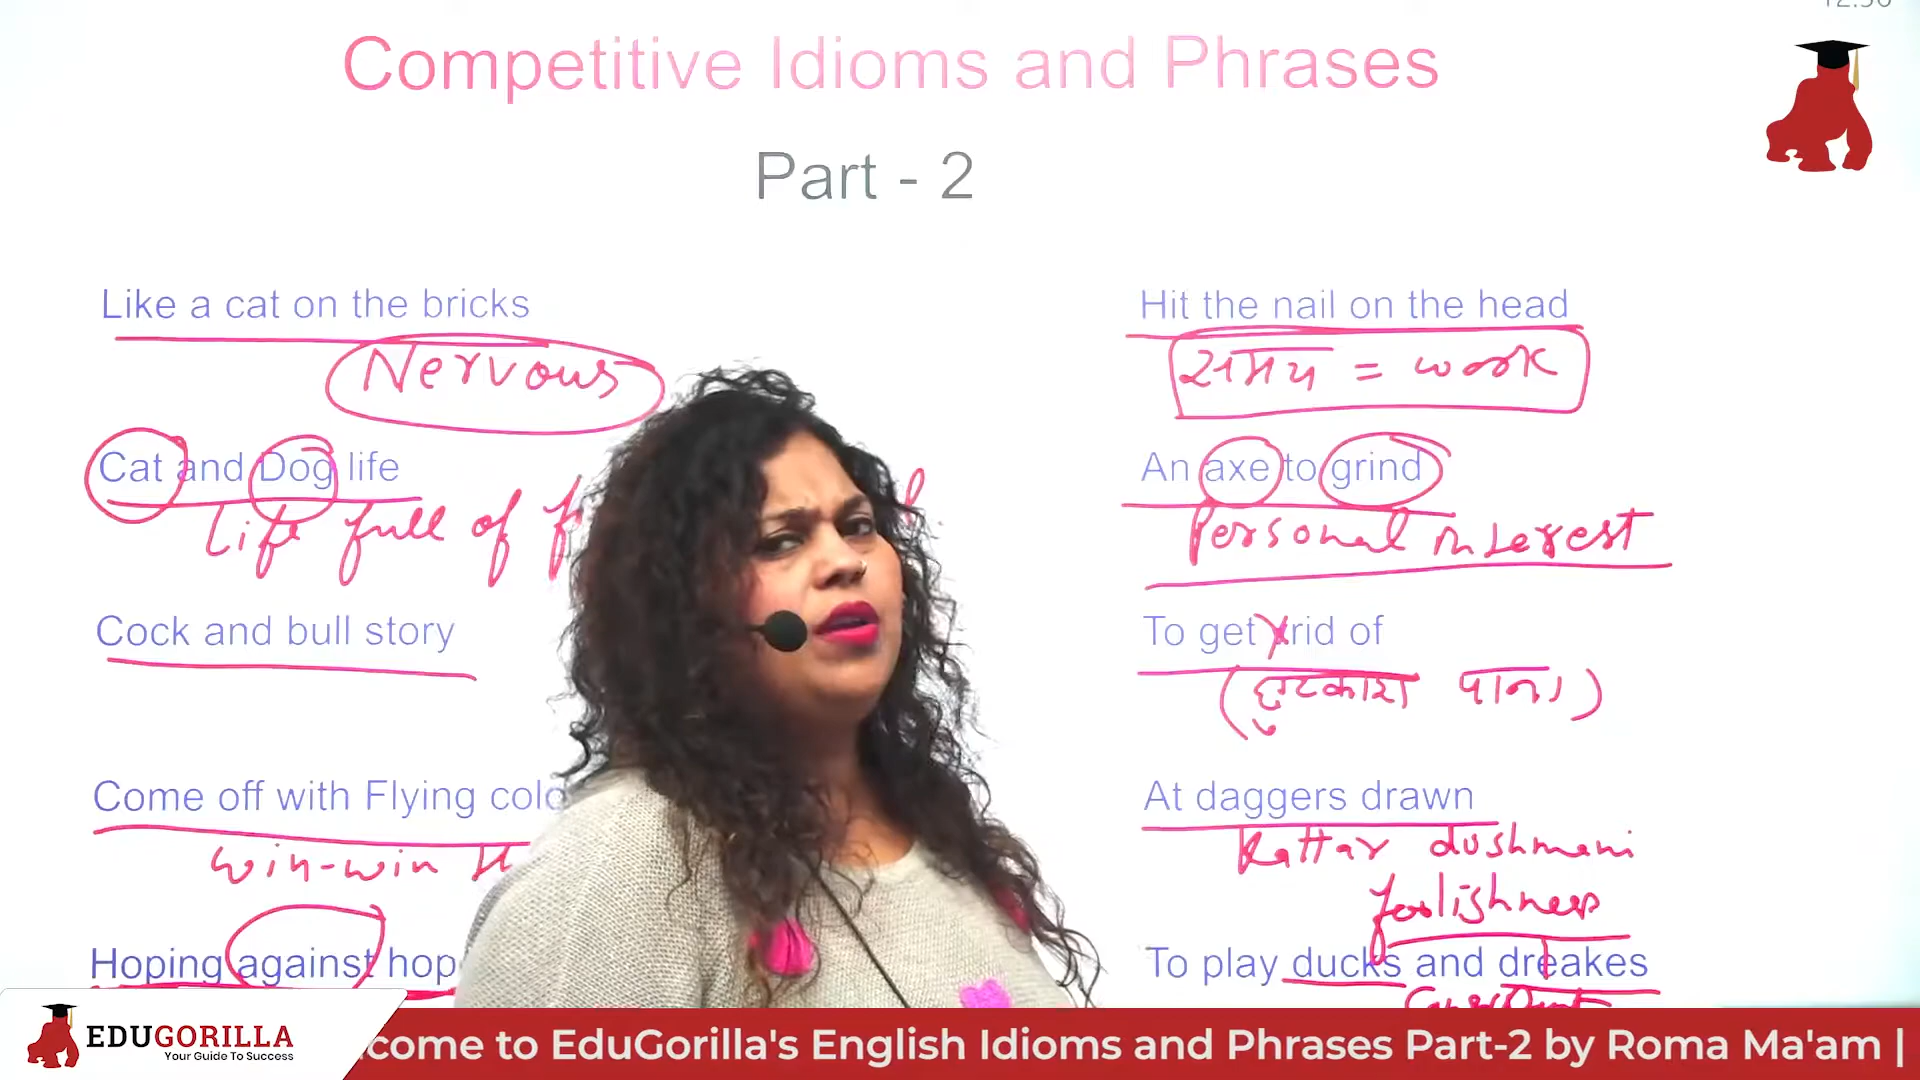 Competitive Idioms and Phrases
Part - 2
Like a cat on the bricks
Nervous
Cat and Dog life
Life full of
Cock and bull story
Come off with Flying colo
win-win
Hoping against hop
Hit the nail on the head
समय = work
An axe to grind
Personal interest
To get rid of
(छुटकारा पाना)
At daggers drawn
Kattar dushmani
foolishness
To play ducks and dreakes
EDUGORILLA
Your Guide To Success
come to EduGorilla's English Idioms and Phrases Part-2 by Roma Ma'am |